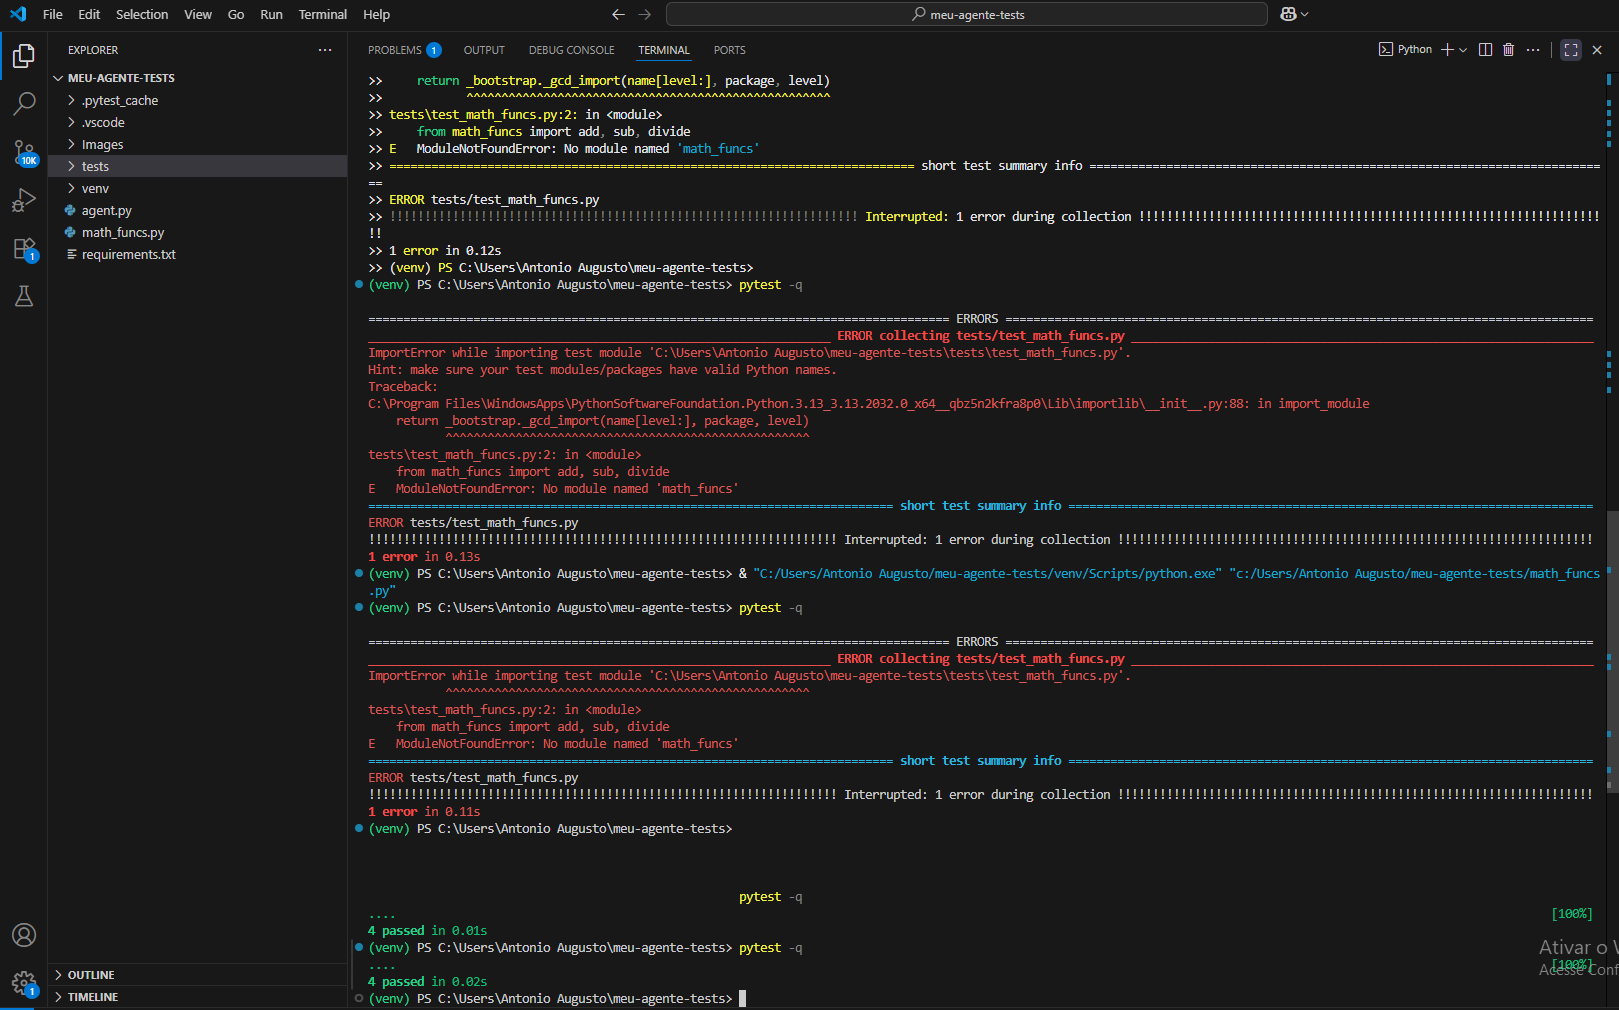 File Edit Selection View Go Run Terminal Help
meu-agente-tests
EXPLORER
MEU-AGENTE-TESTS
.pytest_cache
.vscode
Images
tests
venv
agent.py
math_funcs.py
requirements.txt
OUTLINE
TIMELINE
10K
1
1
PROBLEMS 1 OUTPUT DEBUG CONSOLE TERMINAL PORTS
Python
>>     return _bootstrap._gcd_import(name[level:], package, level)
>>            ^^^^^^^^^^^^^^^^^^^^^^^^^^^^^^^^^^^^^^^^^^^^^^^^^^^^
>> tests\test_math_funcs.py:2: in <module>
>>     from math_funcs import add, sub, divide
>> E   ModuleNotFoundError: No module named 'math_funcs'
>> =========================================================================== short test summary info =========================================================================
==
>> ERROR tests/test_math_funcs.py
>> !!!!!!!!!!!!!!!!!!!!!!!!!!!!!!!!!!!!!!!!!!!!!!!!!!!!!!!!!!!!!!!!!!! Interrupted: 1 error during collection !!!!!!!!!!!!!!!!!!!!!!!!!!!!!!!!!!!!!!!!!!!!!!!!!!!!!!!!!!!!!!!!!!
!!
>> 1 error in 0.12s
>> (venv) PS C:\Users\Antonio Augusto\meu-agente-tests>
(venv) PS C:\Users\Antonio Augusto\meu-agente-tests> pytest -q
=================================================================================== ERRORS ====================================================================================
__________________________________________________________________ ERROR collecting tests/test_math_funcs.py __________________________________________________________________
ImportError while importing test module 'C:\Users\Antonio Augusto\meu-agente-tests\tests\test_math_funcs.py'.
Hint: make sure your test modules/packages have valid Python names.
Traceback:
C:\Program Files\WindowsApps\PythonSoftwareFoundation.Python.3.13_3.13.2032.0_x64__qbz5n2kfra8p0\Lib\importlib\__init__.py:88: in import_module
    return _bootstrap._gcd_import(name[level:], package, level)
           ^^^^^^^^^^^^^^^^^^^^^^^^^^^^^^^^^^^^^^^^^^^^^^^^^^^^
tests\test_math_funcs.py:2: in <module>
    from math_funcs import add, sub, divide
E   ModuleNotFoundError: No module named 'math_funcs'
=========================================================================== short test summary info ===========================================================================
ERROR tests/test_math_funcs.py
!!!!!!!!!!!!!!!!!!!!!!!!!!!!!!!!!!!!!!!!!!!!!!!!!!!!!!!!!!!!!!!!!!! Interrupted: 1 error during collection !!!!!!!!!!!!!!!!!!!!!!!!!!!!!!!!!!!!!!!!!!!!!!!!!!!!!!!!!!!!!!!!!!!!
1 error in 0.13s
(venv) PS C:\Users\Antonio Augusto\meu-agente-tests> & "C:/Users/Antonio Augusto/meu-agente-tests/venv/Scripts/python.exe" "c:/Users/Antonio Augusto/meu-agente-tests/math_funcs
.py"
(venv) PS C:\Users\Antonio Augusto\meu-agente-tests> pytest -q
=================================================================================== ERRORS ====================================================================================
__________________________________________________________________ ERROR collecting tests/test_math_funcs.py __________________________________________________________________
ImportError while importing test module 'C:\Users\Antonio Augusto\meu-agente-tests\tests\test_math_funcs.py'.
           ^^^^^^^^^^^^^^^^^^^^^^^^^^^^^^^^^^^^^^^^^^^^^^^^^^^^
tests\test_math_funcs.py:2: in <module>
    from math_funcs import add, sub, divide
E   ModuleNotFoundError: No module named 'math_funcs'
=========================================================================== short test summary info ===========================================================================
ERROR tests/test_math_funcs.py
!!!!!!!!!!!!!!!!!!!!!!!!!!!!!!!!!!!!!!!!!!!!!!!!!!!!!!!!!!!!!!!!!!! Interrupted: 1 error during collection !!!!!!!!!!!!!!!!!!!!!!!!!!!!!!!!!!!!!!!!!!!!!!!!!!!!!!!!!!!!!!!!!!!!
1 error in 0.11s
(venv) PS C:\Users\Antonio Augusto\meu-agente-tests>
pytest -q
.... [100%]
4 passed in 0.01s
(venv) PS C:\Users\Antonio Augusto\meu-agente-tests> pytest -q
.... [100%]
4 passed in 0.02s
(venv) PS C:\Users\Antonio Augusto\meu-agente-tests>
Ativar o
Acesse